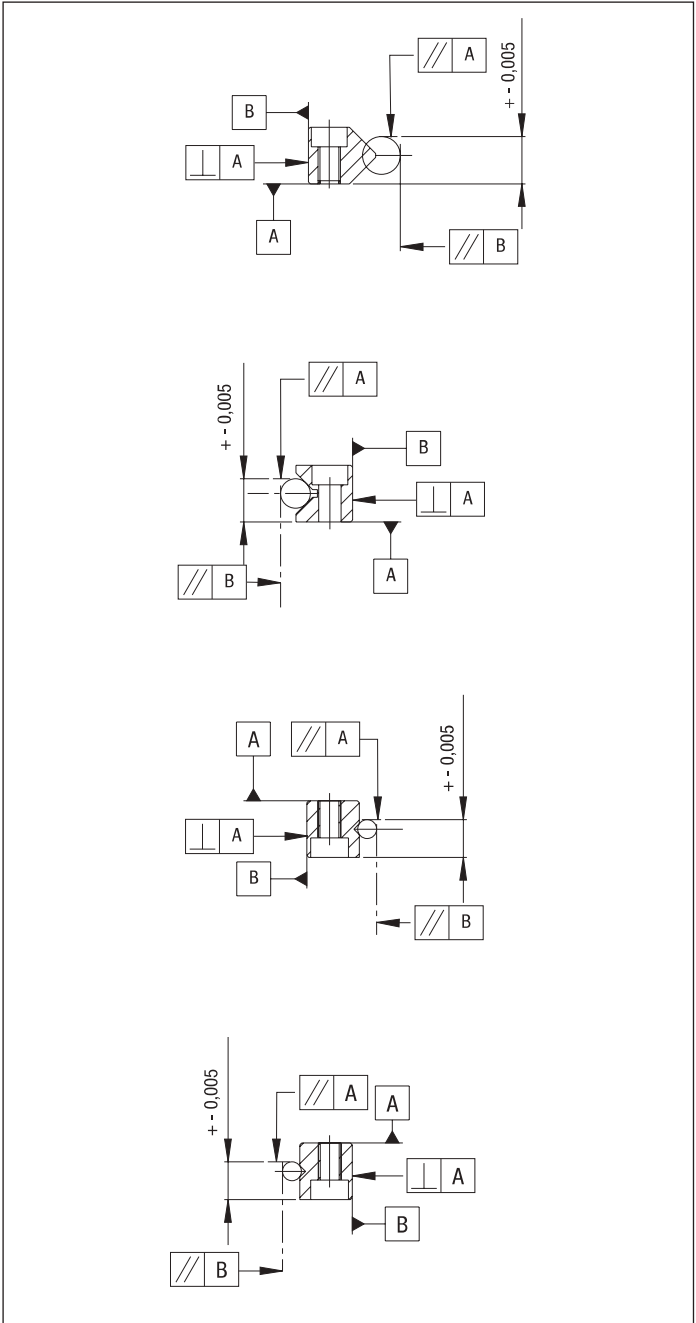 // A
+ - 0,005
B
⊥ A
A
// B
// A
+ - 0,005
B
⊥ A
// B
A
A
// A
+ - 0,005
⊥ A
B
// B
+ - 0,005
// A
A
⊥ A
B
// B